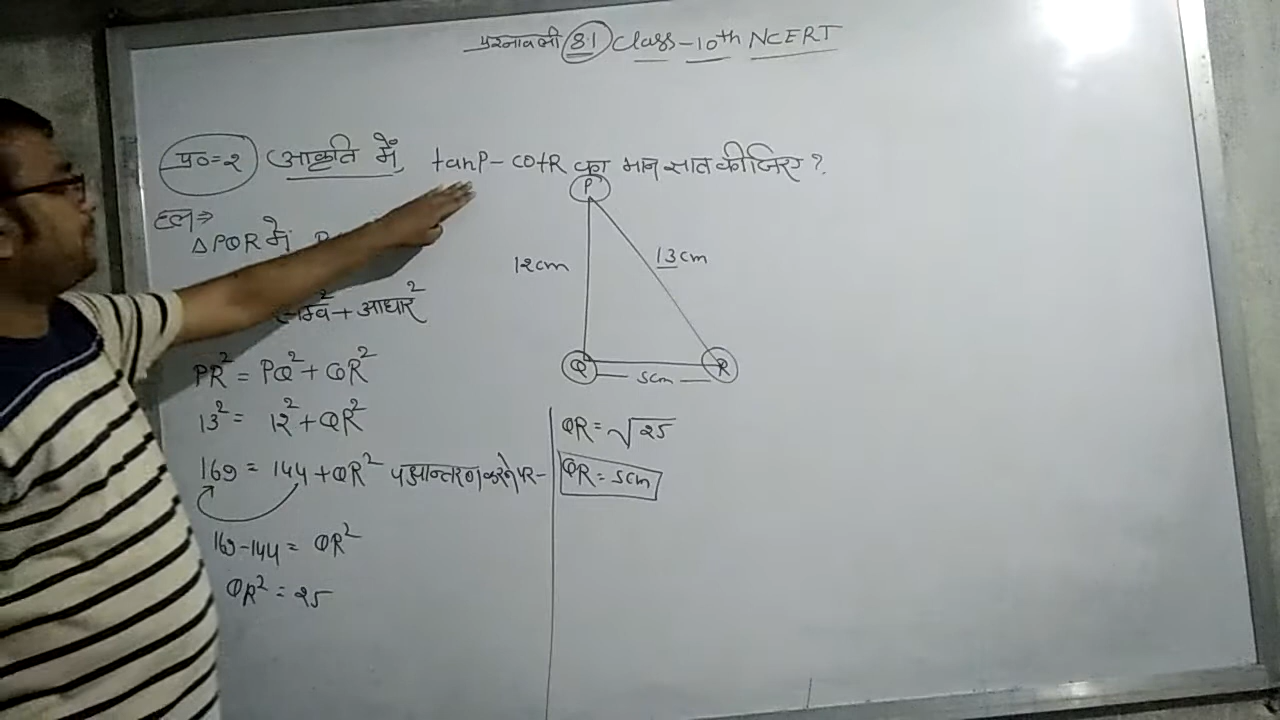 प्रश्नावली 8.1 Class-10th NCERT
प्र०=२ आकृति में, tanP - cotR का मान ज्ञात कीजिए ?
हल⇒
△PQR में
लम्ब² + आधार²
PR² = PQ² + QR²
13² = 12² + QR²
169 = 144 + QR² पक्षान्तरण करने पर-
169-144 = QR²
QR² = 25
QR = √25
QR = 5cm
P
12cm
13cm
Q
5cm
R